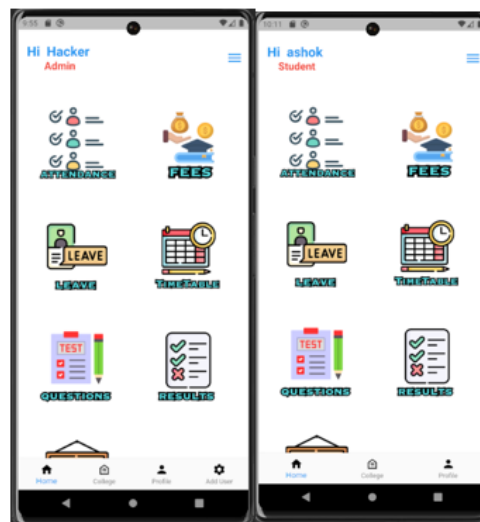 9:55
Hi Hacker
Admin
ATTENDANCE
FEES
LEAVE
LEAVE
TIMETABLE
TEST
QUESTIONS
RESULTS
Home
College
Profile
Add User
10:11
Hi ashok
Student
ATTENDANCE
FEES
LEAVE
LEAVE
TIMETABLE
TEST
QUESTIONS
RESULTS
Home
College
Profile